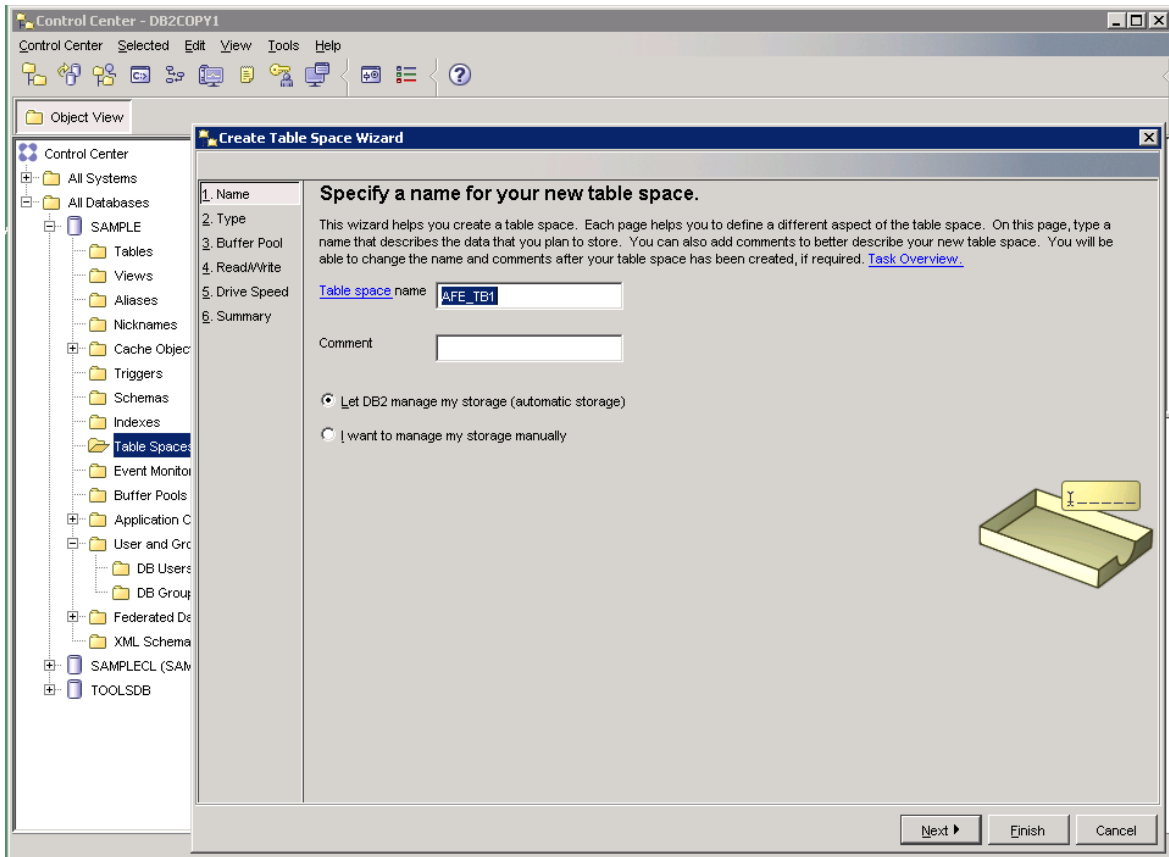 Control Center - DB2COPY1
Control Center Selected Edit View Tools Help
Object View
Control Center
All Systems
All Databases
SAMPLE
Tables
Views
Aliases
Nicknames
Cache Objec
Triggers
Schemas
Indexes
Table Spaces
Event Monitor
Buffer Pools
Application C
User and Gro
DB Users
DB Group
Federated De
XML Schema
SAMPLECL (SAM
TOOLSDB
Create Table Space Wizard
1. Name
2. Type
3. Buffer Pool
4. Read/Write
5. Drive Speed
6. Summary
Specify a name for your new table space.
This wizard helps you create a table space. Each page helps you to define a different aspect of the table space. On this page, type a
name that describes the data that you plan to store. You can also add comments to better describe your new table space. You will be
able to change the name and comments after your table space has been created, if required. Task Overview.
Table space name AFE_TB1
Comment
Let DB2 manage my storage (automatic storage)
I want to manage my storage manually
Next Finish Cancel